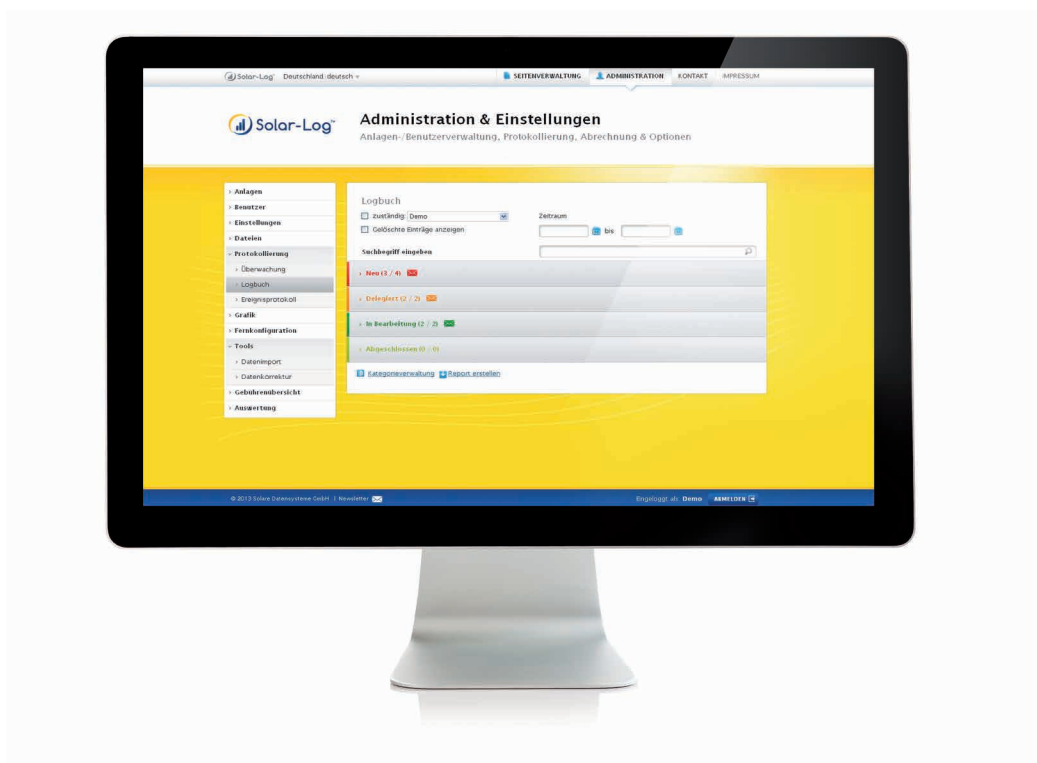 Solar-Log™ Deutschland: deutsch
SEITENVERWALTUNG ADMINISTRATION KONTAKT IMPRESSUM
Solar-Log™
Administration & Einstellungen
Anlagen-/Benutzerverwaltung, Protokollierung, Abrechnung & Optionen
Anlagen
Benutzer
Einstellungen
Dateien
Protokollierung
Überwachung
Logbuch
Ereignisprotokoll
Grafik
Fernkonfiguration
Tools
Datenimport
Datenkorrektur
Gebührenübersicht
Auswertung
Logbuch
zuständig: Demo
Zeitraum
Gelöschte Einträge anzeigen
bis
Suchbegriff eingeben
Neu (3 / 4)
Delegiert (2 / 2)
In Bearbeitung (2 / 2)
Abgeschlossen (0 / 0)
Kategorieverwaltung Report erstellen
© 2013 Solare Datensysteme GmbH | Newsletter
Eingeloggt als: Demo ABMELDEN